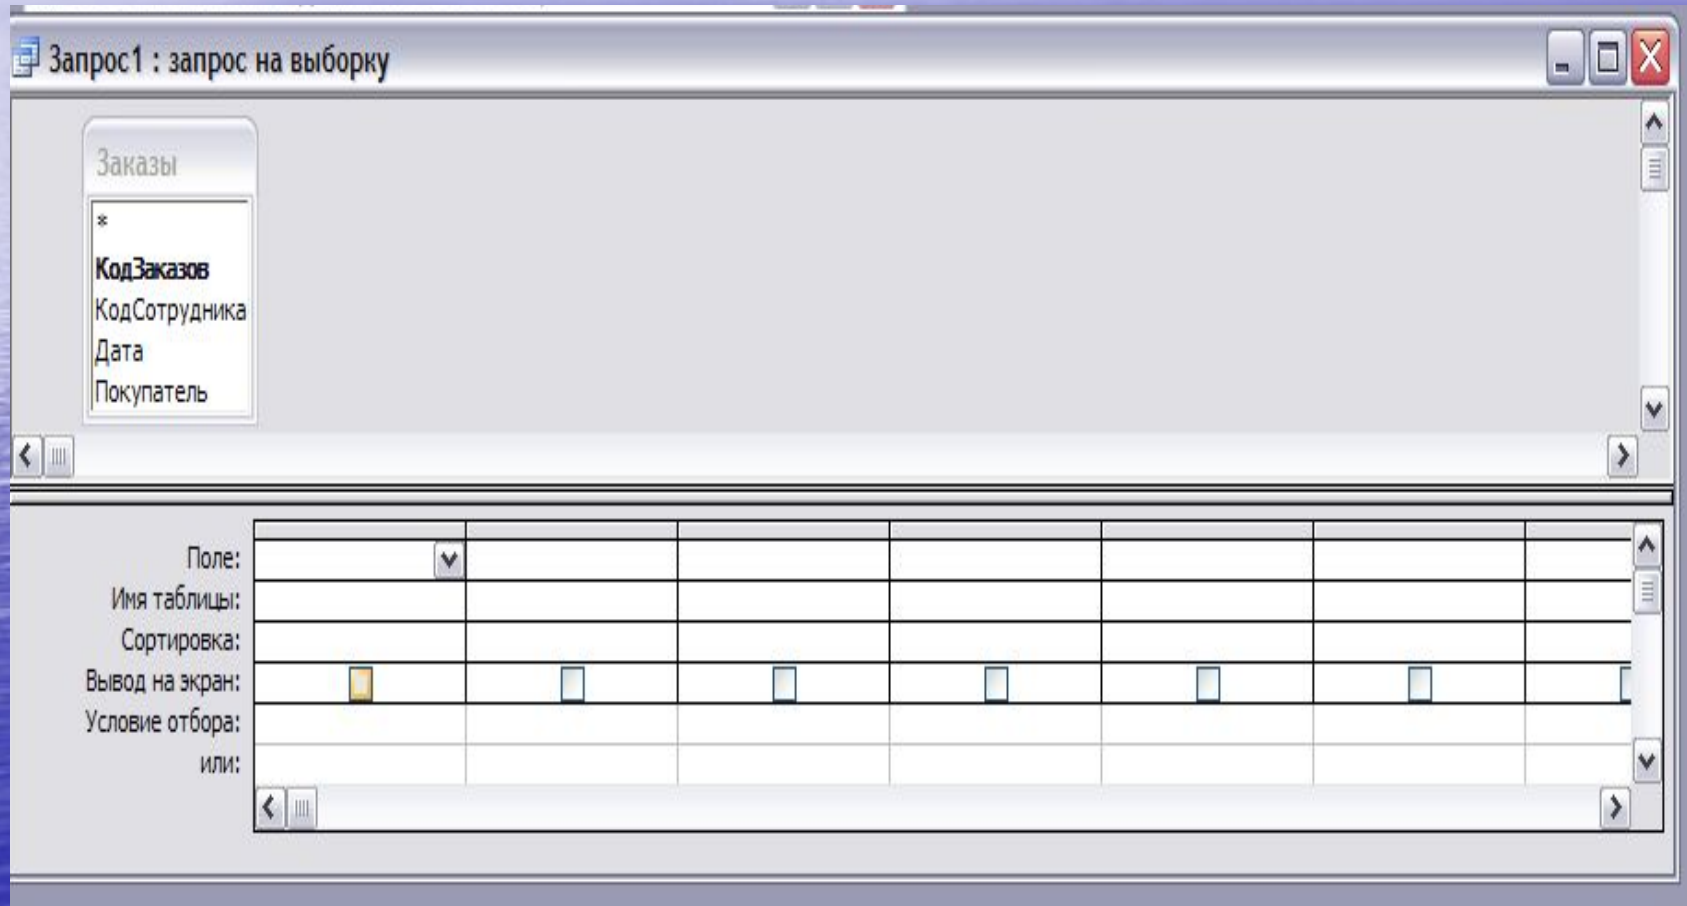 Запрос1 : запрос на выборку
Заказы
*
КодЗаказов
КодСотрудника
Дата
Покупатель
Поле:
Имя таблицы:
Сортировка:
Вывод на экран:
Условие отбора:
или: